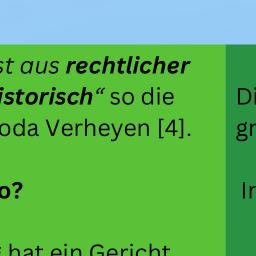 st aus rechtlicher
istorisch“ so die
oda Verheyen [4].
o?
hat ein Gericht
Di
gr
In